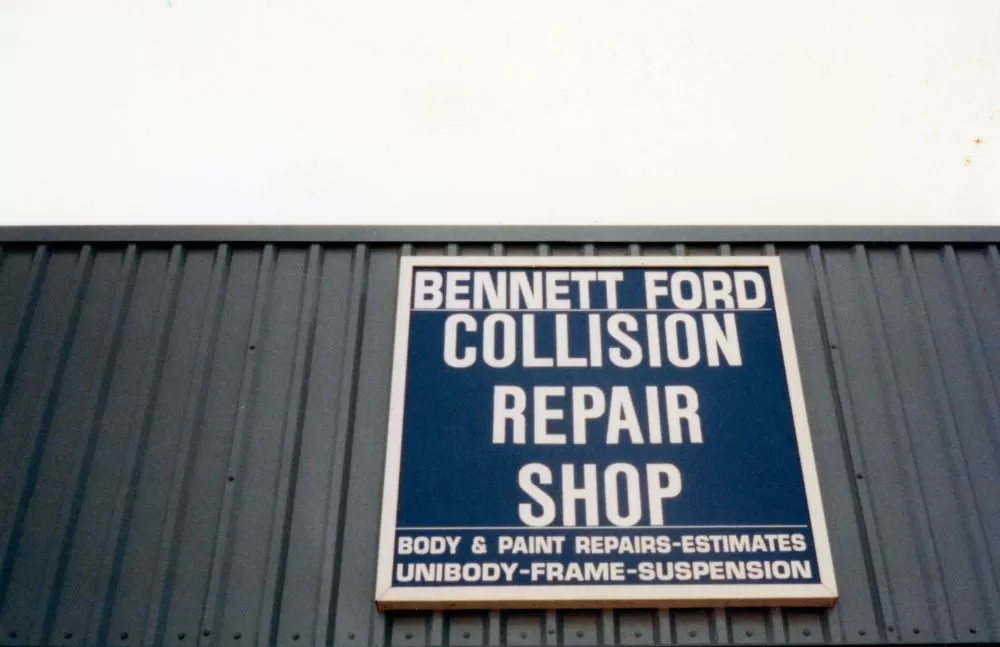 BENNETT FORD
COLLISION
REPAIR
SHOP
BODY & PAINT REPAIRS-ESTIMATES
UNIBODY-FRAME-SUSPENSION